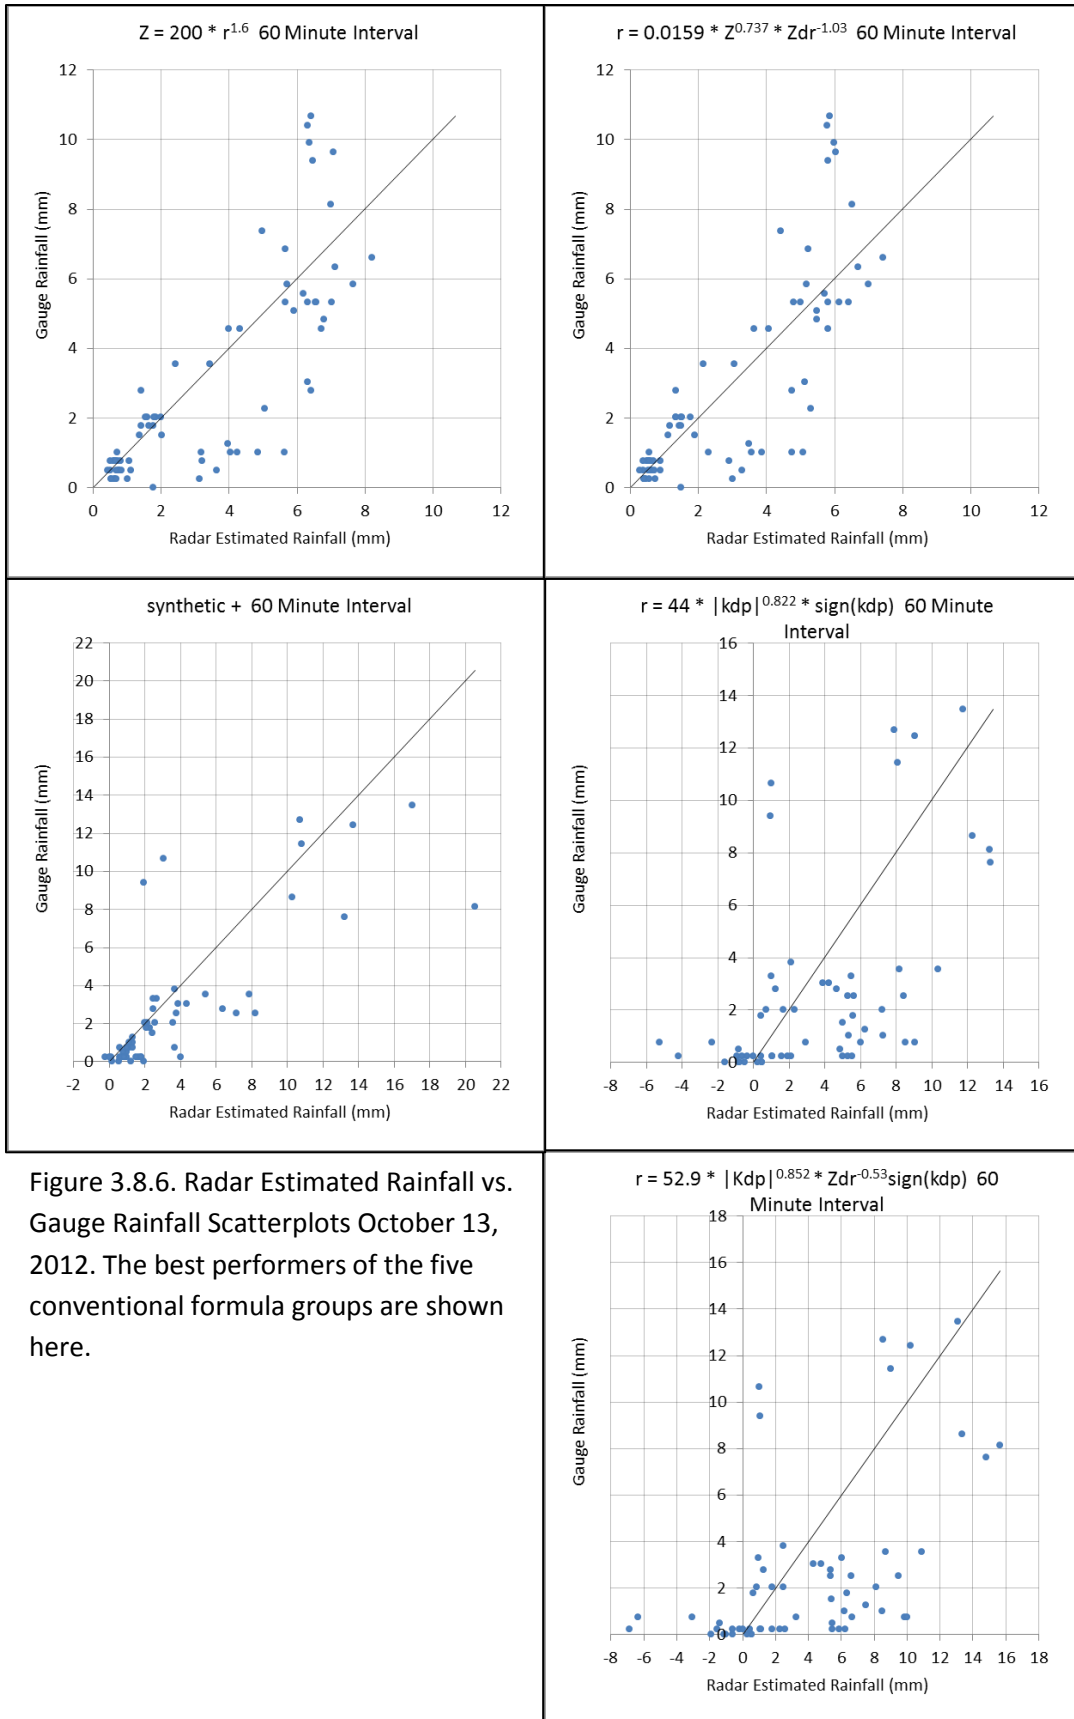 Z = 200 * r^1.6 60 Minute Interval
12
10
8
6
4
2
0
Gauge Rainfall (mm)
0 2 4 6 8 10 12
Radar Estimated Rainfall (mm)
r = 0.0159 * Z^0.737 * Zdr^-1.03 60 Minute Interval
12
10
8
6
4
2
0
Gauge Rainfall (mm)
0 2 4 6 8 10 12
Radar Estimated Rainfall (mm)
synthetic + 60 Minute Interval
22
20
18
16
14
12
10
8
6
4
2
0
Gauge Rainfall (mm)
-2 0 2 4 6 8 10 12 14 16 18 20 22
Radar Estimated Rainfall (mm)
r = 44 * |kdp|^0.822 * sign(kdp) 60 Minute
Interval
16
14
12
10
8
6
4
2
0
Gauge Rainfall (mm)
-8 -6 -4 -2 0 2 4 6 8 10 12 14 16
Radar Estimated Rainfall (mm)
Figure 3.8.6. Radar Estimated Rainfall vs.
Gauge Rainfall Scatterplots October 13,
2012. The best performers of the five
conventional formula groups are shown
here.
r = 52.9 * |Kdp|^0.852 * Zdr^-0.53sign(kdp) 60
Minute Interval
18
16
14
12
10
8
6
4
2
0
Gauge Rainfall (mm)
-8 -6 -4 -2 0 2 4 6 8 10 12 14 16 18
Radar Estimated Rainfall (mm)